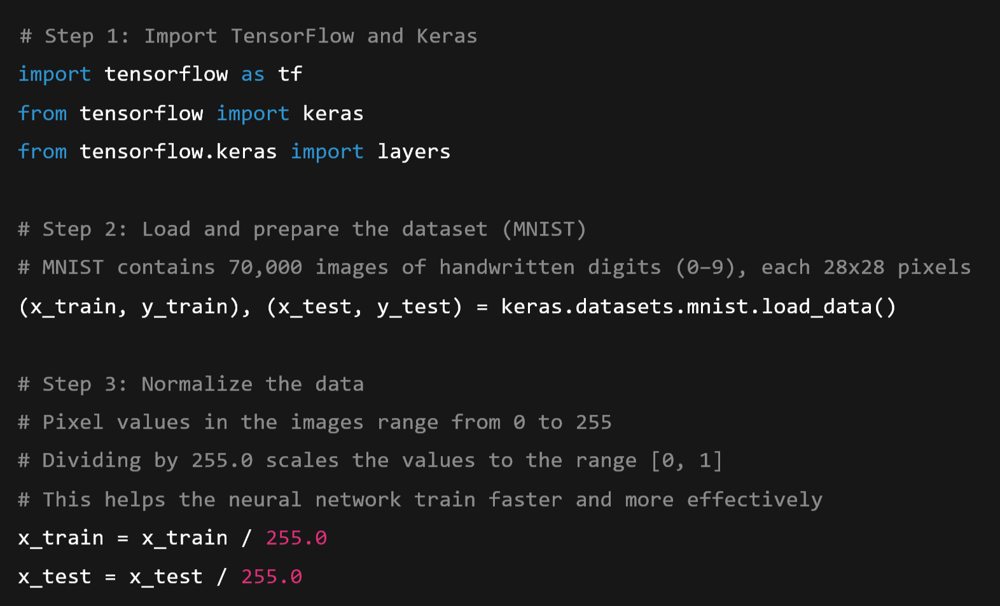 # Step 1: Import TensorFlow and Keras
import tensorflow as tf
from tensorflow import keras
from tensorflow.keras import layers
# Step 2: Load and prepare the dataset (MNIST)
# MNIST contains 70,000 images of handwritten digits (0–9), each 28x28 pixels
(x_train, y_train), (x_test, y_test) = keras.datasets.mnist.load_data()
# Step 3: Normalize the data
# Pixel values in the images range from 0 to 255
# Dividing by 255.0 scales the values to the range [0, 1]
# This helps the neural network train faster and more effectively
x_train = x_train / 255.0
x_test = x_test / 255.0